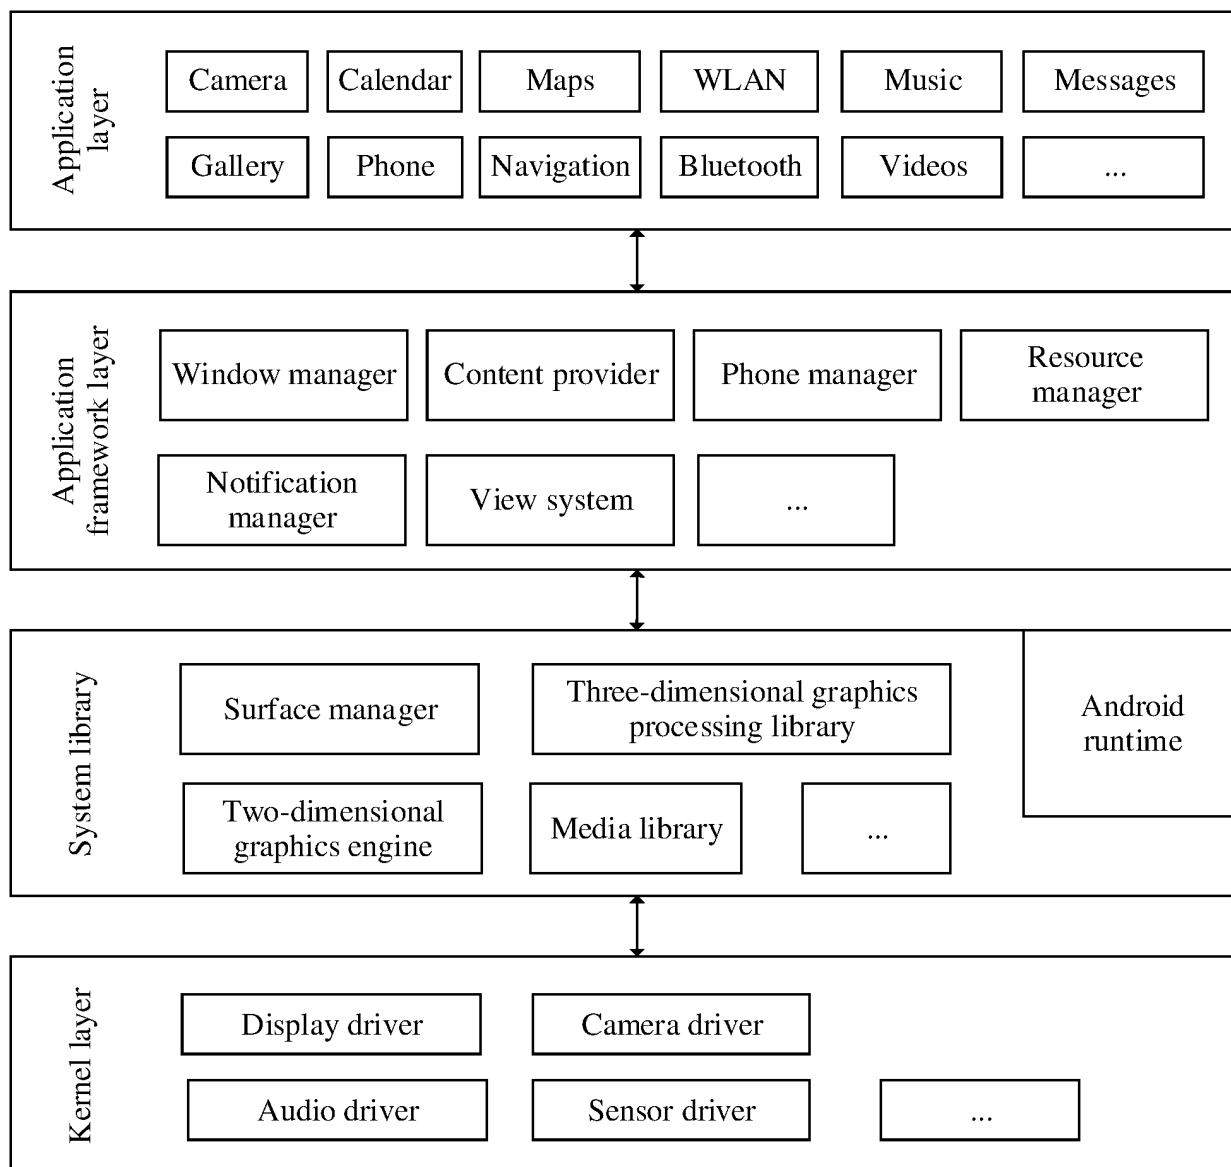 Application
layer
Camera
Calendar
Maps
WLAN
Music
Messages
Gallery
Phone
Navigation
Bluetooth
Videos
...
Application
framework layer
Window manager
Content provider
Phone manager
Resource
manager
Notification
manager
View system
...
System library
Surface manager
Three-dimensional graphics
processing library
Android
runtime
Two-dimensional
graphics engine
Media library
...
Kernel layer
Display driver
Camera driver
Audio driver
Sensor driver
...